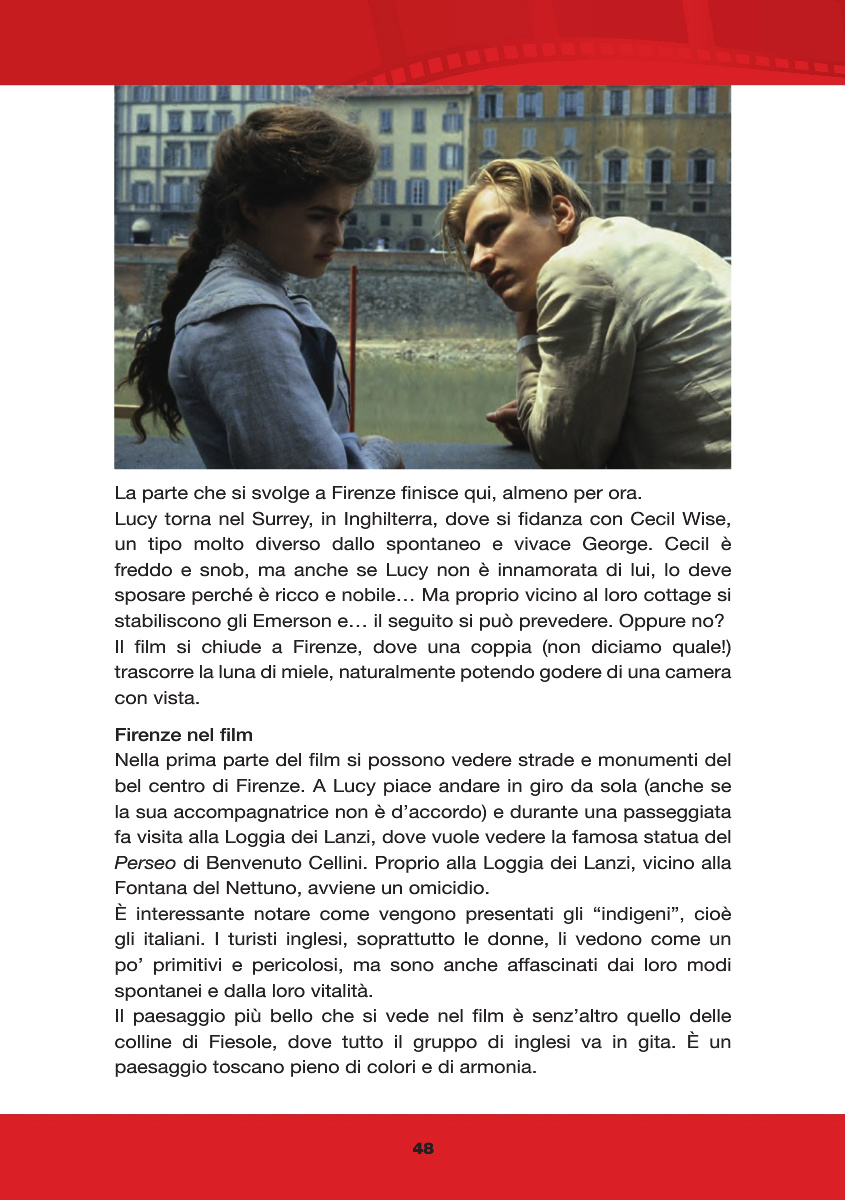 La parte che si svolge a Firenze finisce qui, almeno per ora.
Lucy torna nel Surrey, in Inghilterra, dove si fidanza con Cecil Wise,
un tipo molto diverso dallo spontaneo e vivace George. Cecil è
freddo e snob, ma anche se Lucy non è innamorata di lui, lo deve
sposare perché è ricco e nobile… Ma proprio vicino al loro cottage si
stabiliscono gli Emerson e… il seguito si può prevedere. Oppure no?
Il film si chiude a Firenze, dove una coppia (non diciamo quale!)
trascorre la luna di miele, naturalmente potendo godere di una camera
con vista.
Firenze nel film
Nella prima parte del film si possono vedere strade e monumenti del
bel centro di Firenze. A Lucy piace andare in giro da sola (anche se
la sua accompagnatrice non è d’accordo) e durante una passeggiata
fa visita alla Loggia dei Lanzi, dove vuole vedere la famosa statua del
Perseo di Benvenuto Cellini. Proprio alla Loggia dei Lanzi, vicino alla
Fontana del Nettuno, avviene un omicidio.
È interessante notare come vengono presentati gli “indigeni”, cioè
gli italiani. I turisti inglesi, soprattutto le donne, li vedono come un
po’ primitivi e pericolosi, ma sono anche affascinati dai loro modi
spontanei e dalla loro vitalità.
Il paesaggio più bello che si vede nel film è senz’altro quello delle
colline di Fiesole, dove tutto il gruppo di inglesi va in gita. È un
paesaggio toscano pieno di colori e di armonia.
48